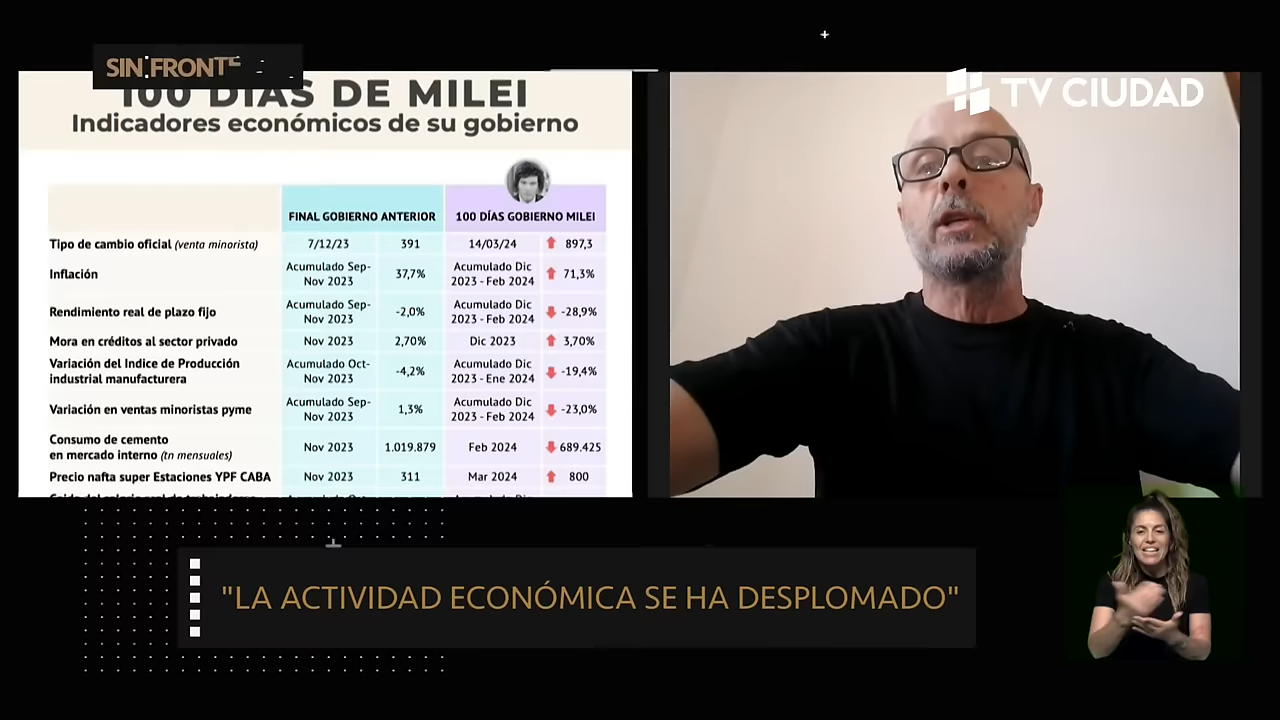 SIN FRONTE
TV CIUDAD
100 DÍAS DE MILEI
Indicadores económicos de su gobierno
FINAL GOBIERNO ANTERIOR 100 DÍAS GOBIERNO MILEI
Tipo de cambio oficial (venta minorista) 7/12/23 391 14/03/24 897,3
Inflación Acumulado Sep-Nov 2023 37,7% Acumulado Dic 2023 - Feb 2024 71,3%
Rendimiento real de plazo fijo Acumulado Sep-Nov 2023 -2,0% Acumulado Dic 2023 - Feb 2024 -28,9%
Mora en créditos al sector privado Nov 2023 2,70% Dic 2023 3,70%
Variación del Indice de Producción industrial manufacturera Acumulado Oct-Nov 2023 -4,2% Acumulado Dic 2023 - Ene 2024 -19,4%
Variación en ventas minoristas pyme Acumulado Sep-Nov 2023 1,3% Acumulado Dic 2023 - Feb 2024 -23,0%
Consumo de cemento en mercado interno (tn mensuales) Nov 2023 1.019.879 Feb 2024 689.425
Precio nafta super Estaciones YPF CABA Nov 2023 311 Mar 2024 800
"LA ACTIVIDAD ECONÓMICA SE HA DESPLOMADO"